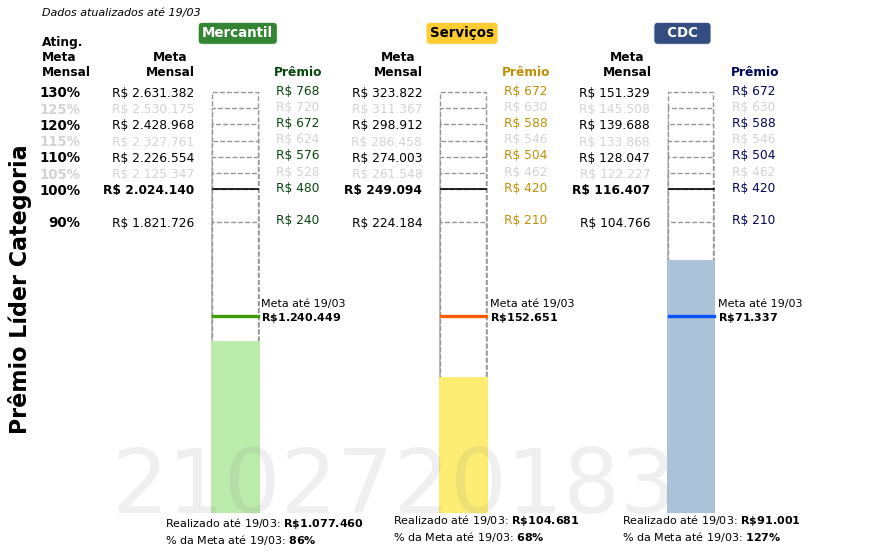 Dados atualizados até 19/03
Mercantil Serviços CDC
Ating. Meta Mensal
Meta Mensal Prêmio Meta Mensal Prêmio Meta Mensal Prêmio
130% R$ 2.631.382 R$ 768 R$ 323.822 R$ 672 R$ 151.329 R$ 672
125% R$ 2.530.175 R$ 720 R$ 311.367 R$ 630 R$ 145.508 R$ 630
120% R$ 2.428.968 R$ 672 R$ 298.912 R$ 588 R$ 139.688 R$ 588
115% R$ 2.327.761 R$ 624 R$ 286.458 R$ 546 R$ 133.868 R$ 546
110% R$ 2.226.554 R$ 576 R$ 274.003 R$ 504 R$ 128.047 R$ 504
105% R$ 2.125.347 R$ 528 R$ 261.548 R$ 462 R$ 122.227 R$ 462
100% R$ 2.024.140 R$ 480 R$ 249.094 R$ 420 R$ 116.407 R$ 420
90% R$ 1.821.726 R$ 240 R$ 224.184 R$ 210 R$ 104.766 R$ 210
Prêmio Líder Categoria
Meta até 19/03 Meta até 19/03 Meta até 19/03
R$1.240.449 R$152.651 R$71.337
2102720183
Realizado até 19/03: R$1.077.460 Realizado até 19/03: R$104.681 Realizado até 19/03: R$91.001
% da Meta até 19/03: 86% % da Meta até 19/03: 68% % da Meta até 19/03: 127%